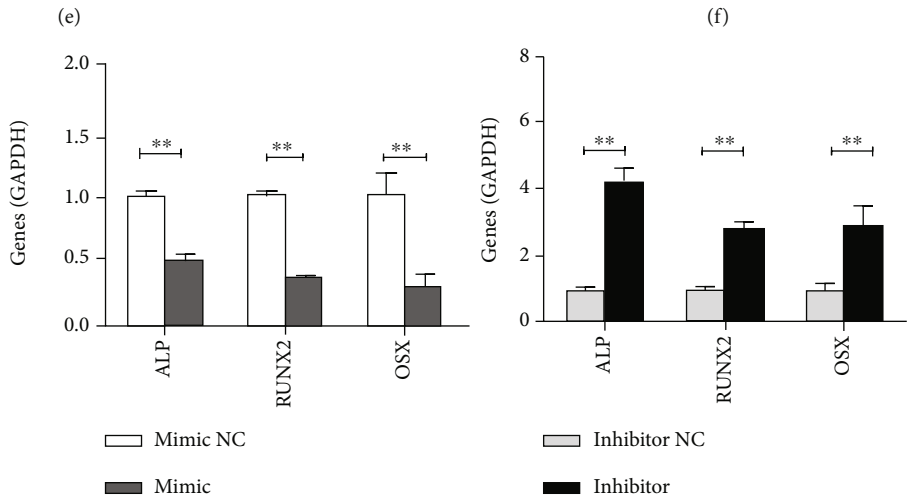 (e)
Genes (GAPDH)
2.0
1.5
1.0
0.5
0.0
**
**
**
ALP
RUNX2
OSX
Mimic NC
Mimic
(f)
Genes (GAPDH)
8
6
4
2
0
**
**
**
ALP
RUNX2
OSX
Inhibitor NC
Inhibitor